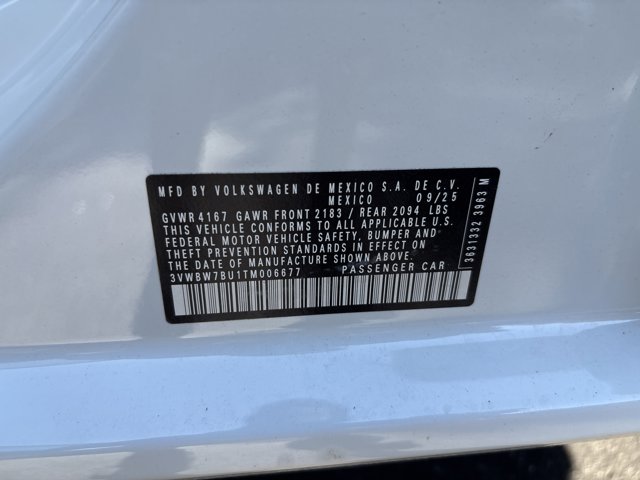 MFD BY VOLKSWAGEN DE MEXICO S.A. DE C.V.
MEXICO 09/25
GVWR 4167 GAWR FRONT 2183 / REAR 2094 LBS
THIS VEHICLE CONFORMS TO ALL APPLICABLE U.S.
FEDERAL MOTOR VEHICLE SAFETY, BUMPER AND
THEFT PREVENTION STANDARDS IN EFFECT ON
THE DATE OF MANUFACTURE SHOWN ABOVE.
3VWBW7BU1TM006677 PASSENGER CAR
3631332 3963 M